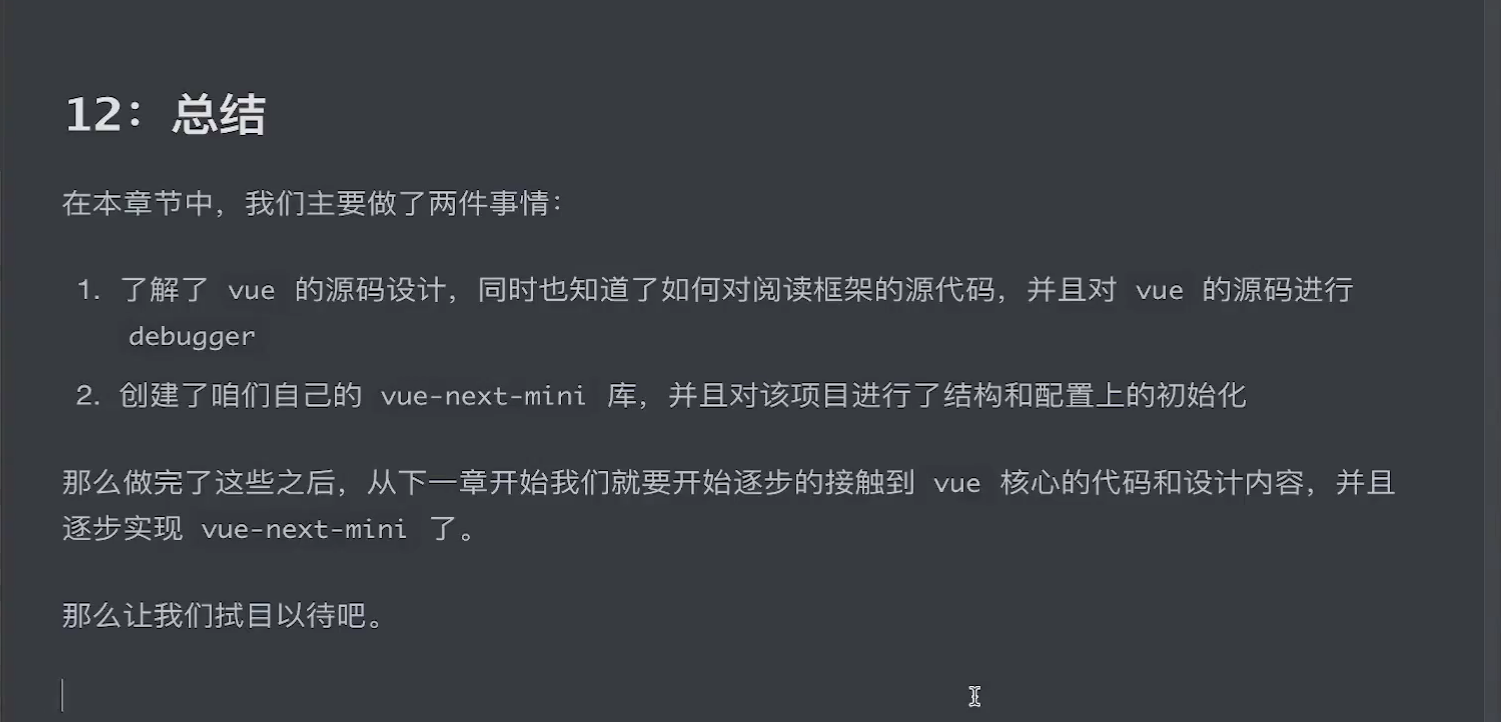 12：总结
在本章节中，我们主要做了两件事情：
1. 了解了 vue 的源码设计，同时也知道了如何对阅读框架的源代码，并且对 vue 的源码进行
debugger
2. 创建了咱们自己的 vue-next-mini 库，并且对该项目进行了结构和配置上的初始化
那么做完了这些之后，从下一章开始我们就要开始逐步的接触到 vue 核心的代码和设计内容，并且
逐步实现 vue-next-mini 了。
那么让我们拭目以待吧。